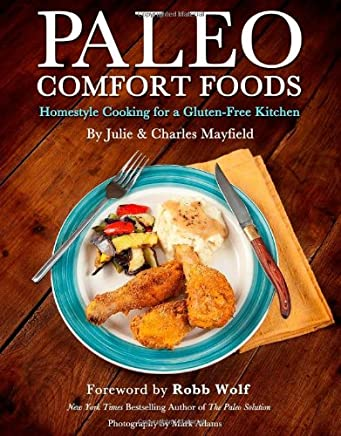 PALEO
COMFORT FOODS
Homestyle Cooking for a Gluten-Free Kitchen
By Julie & Charles Mayfield
Foreword by Robb Wolf
New York Times Bestselling Author of The Paleo Solution
Photography by Mark Adams